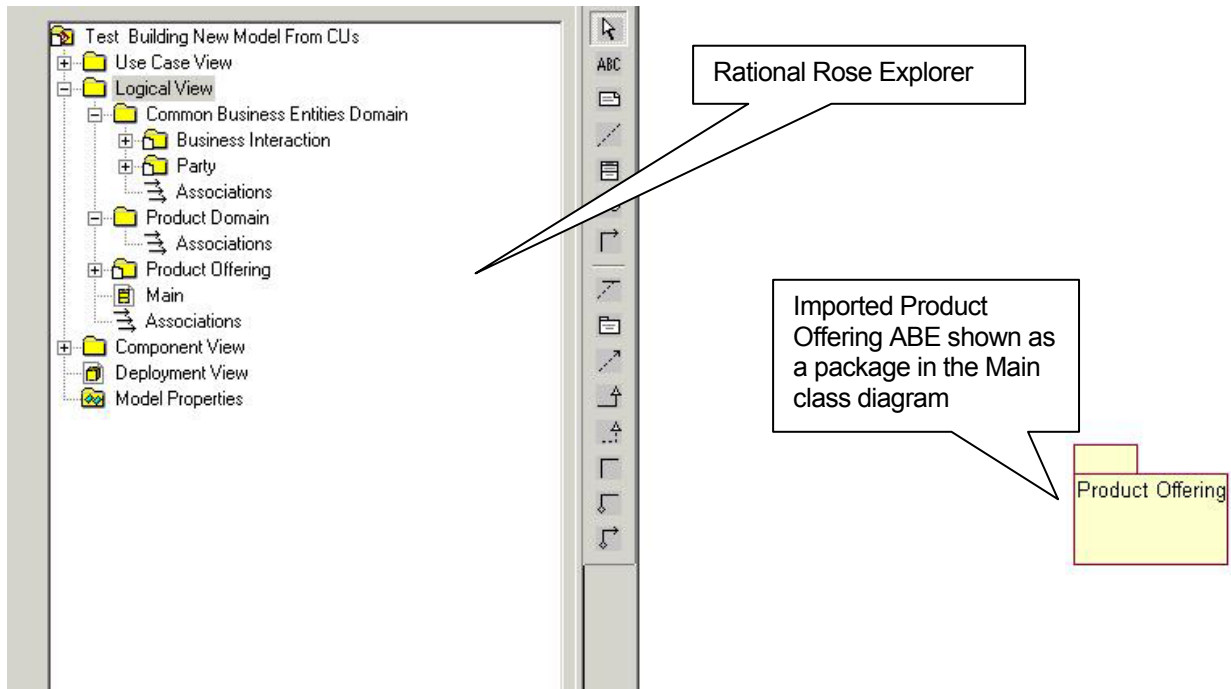 Test Building New Model From CUs
Use Case View
Logical View
Common Business Entities Domain
Business Interaction
Party
Associations
Product Domain
Associations
Product Offering
Main
Associations
Component View
Deployment View
Model Properties
ABC
Rational Rose Explorer
Imported Product
Offering ABE shown as
a package in the Main
class diagram
Product Offering